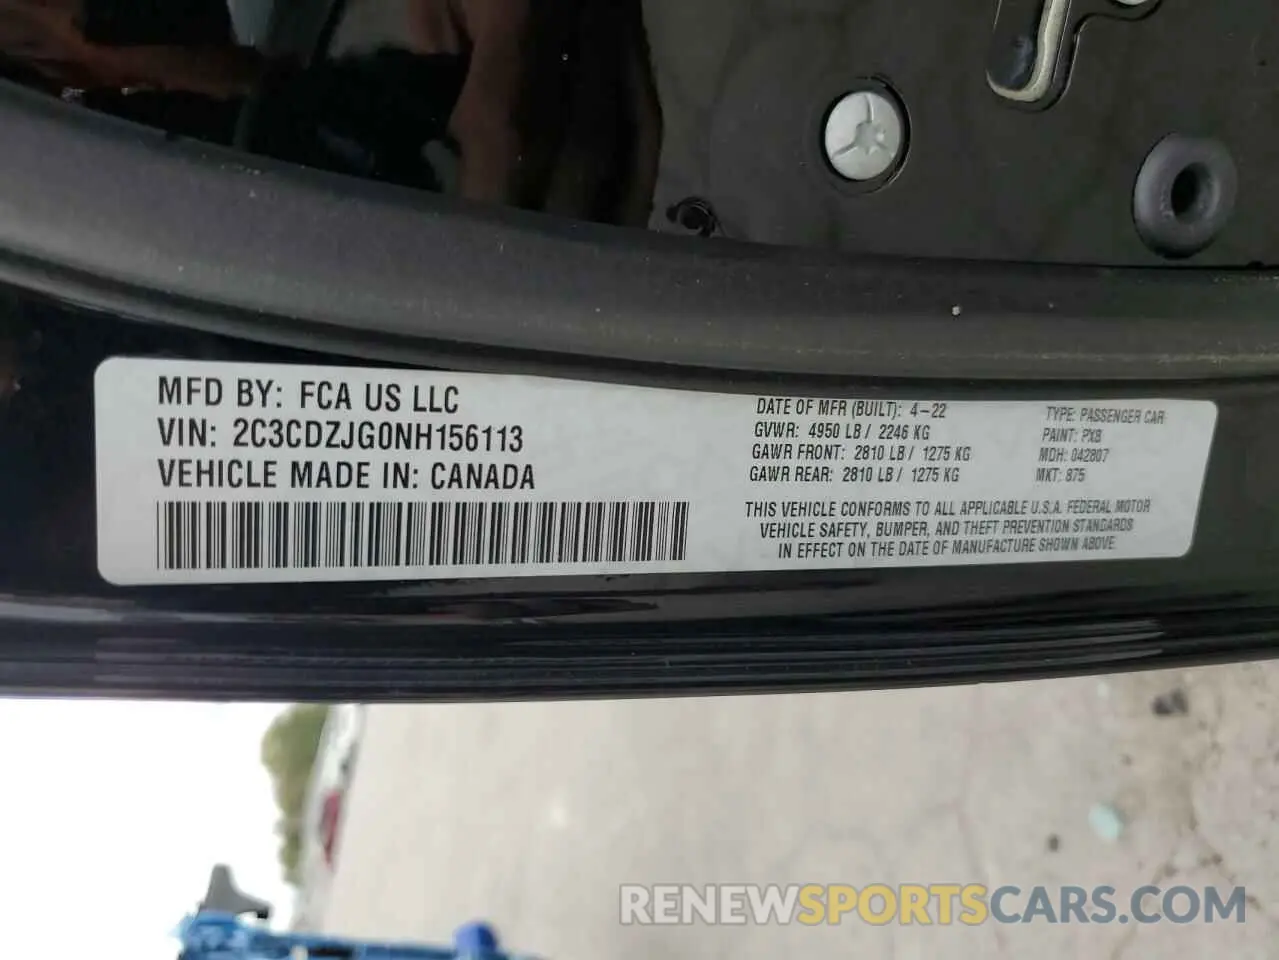 MFD BY: FCA US LLC
VIN: 2C3CDZJG0NH156113
VEHICLE MADE IN: CANADA
DATE OF MFR (BUILT): 4-22
GVWR: 4950 LB / 2246 KG
GAWR FRONT: 2810 LB / 1275 KG
GAWR REAR: 2810 LB / 1275 KG
TYPE: PASSENGER CAR
PAINT: PX8
MDH: 042807
MKT: 875
THIS VEHICLE CONFORMS TO ALL APPLICABLE U.S.A. FEDERAL MOTOR
VEHICLE SAFETY, BUMPER, AND THEFT PREVENTION STANDARDS
IN EFFECT ON THE DATE OF MANUFACTURE SHOWN ABOVE.
RENEWSPORTSCARS.COM